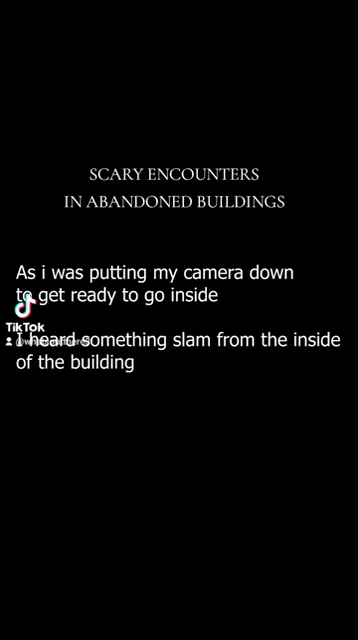 SCARY ENCOUNTERS
IN ABANDONED BUILDINGS
As i was putting my camera down
to get ready to go inside
TikTok
I heard something slam from the inside
of the building